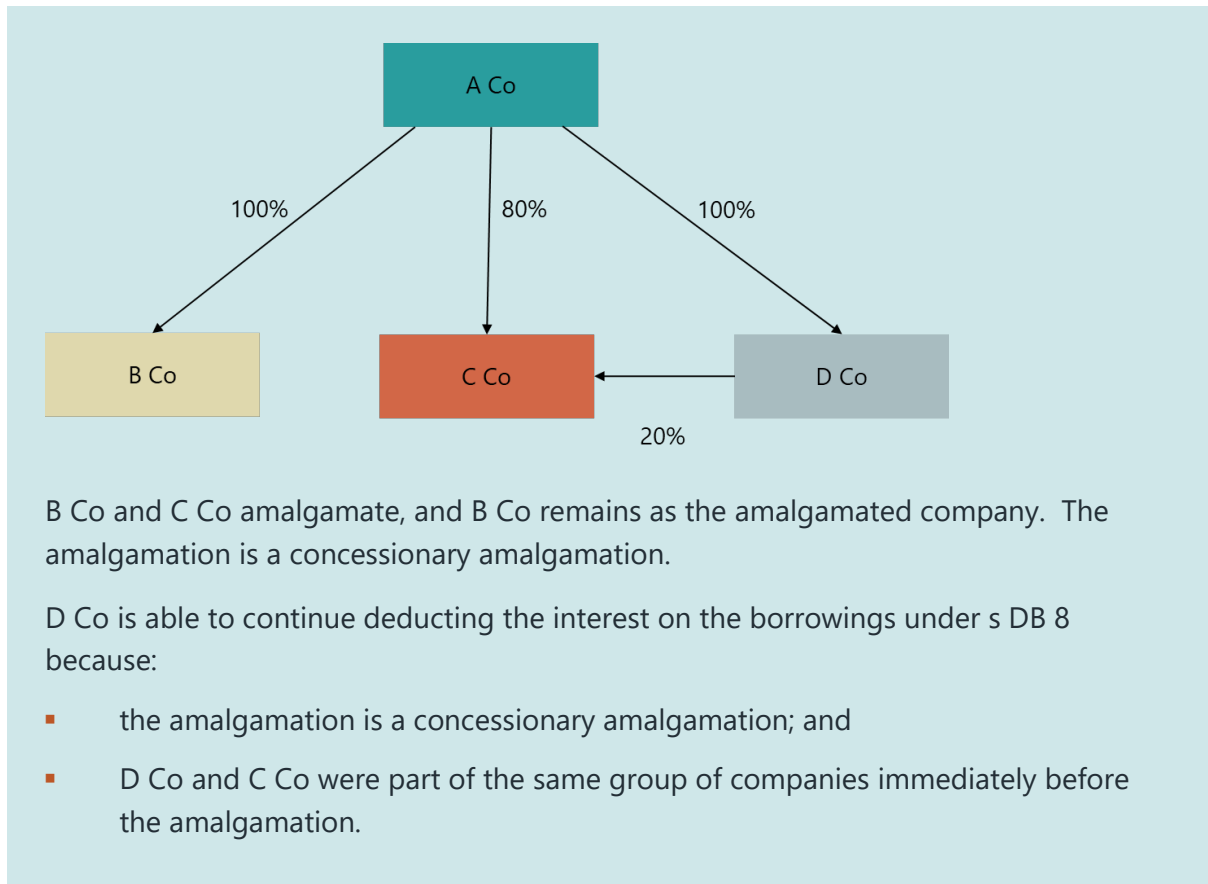 A Co
100%
80%
100%
B Co
C Co
D Co
20%
B Co and C Co amalgamate, and B Co remains as the amalgamated company.  The
amalgamation is a concessionary amalgamation.
D Co is able to continue deducting the interest on the borrowings under s DB 8
because:
▪ the amalgamation is a concessionary amalgamation; and
▪ D Co and C Co were part of the same group of companies immediately before
the amalgamation.